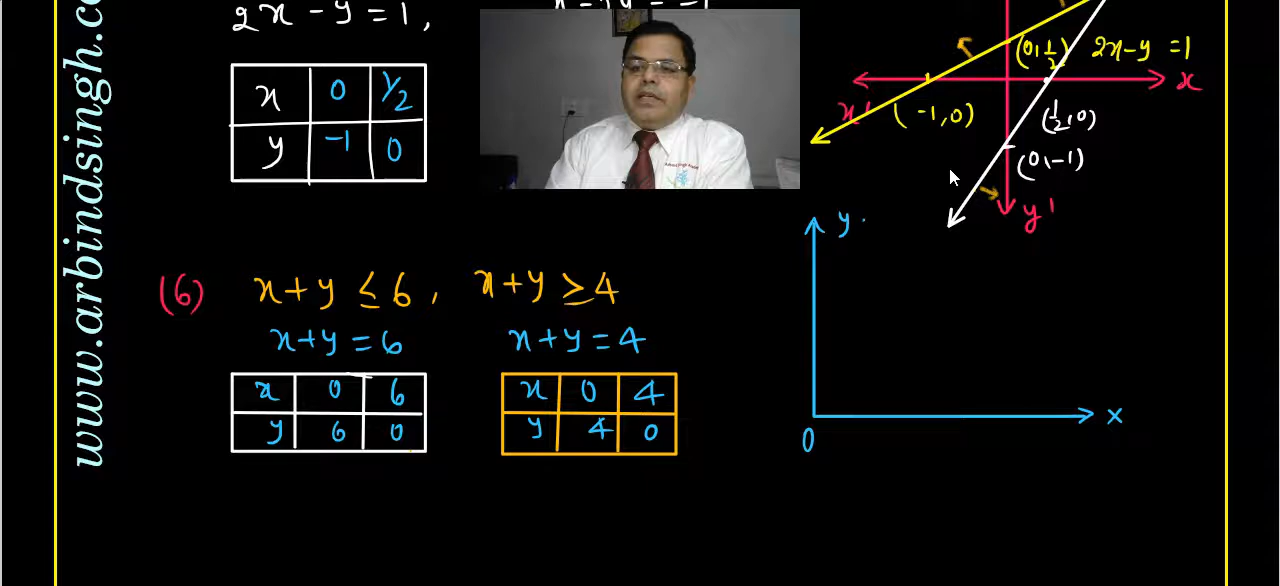 www.arbindsingh.co
2x - y = 1,
x | 0 | 1/2
y | -1 | 0
(0,1/2) 2x-y = 1
x' x
(-1,0) (1/2,0)
(0,-1)
y'
(6) x+y ≤ 6, x+y ≥ 4
x+y = 6 x+y = 4
x | 0 | 6
y | 6 | 0
x | 0 | 4
y | 4 | 0
y
0 x